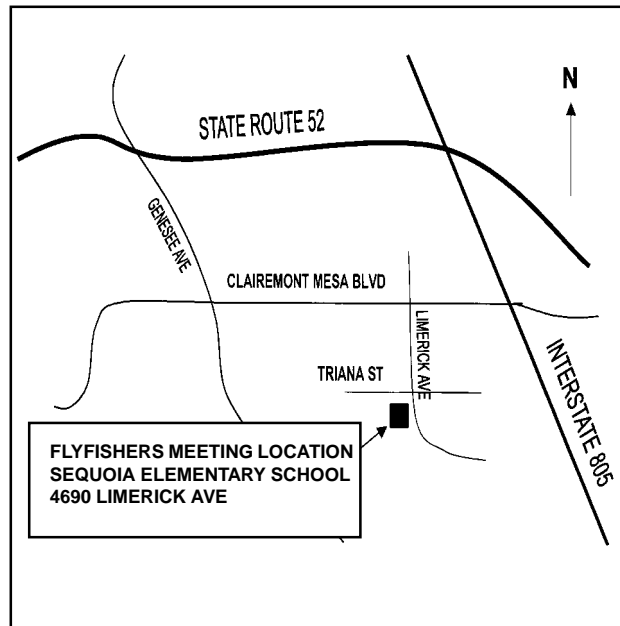 N
STATE ROUTE 52
GENESEE AVE
CLAIREMONT MESA BLVD
LIMERICK AVE
TRIANA ST
INTERSTATE 805
FLYFISHERS MEETING LOCATION
SEQUOIA ELEMENTARY SCHOOL
4690 LIMERICK AVE